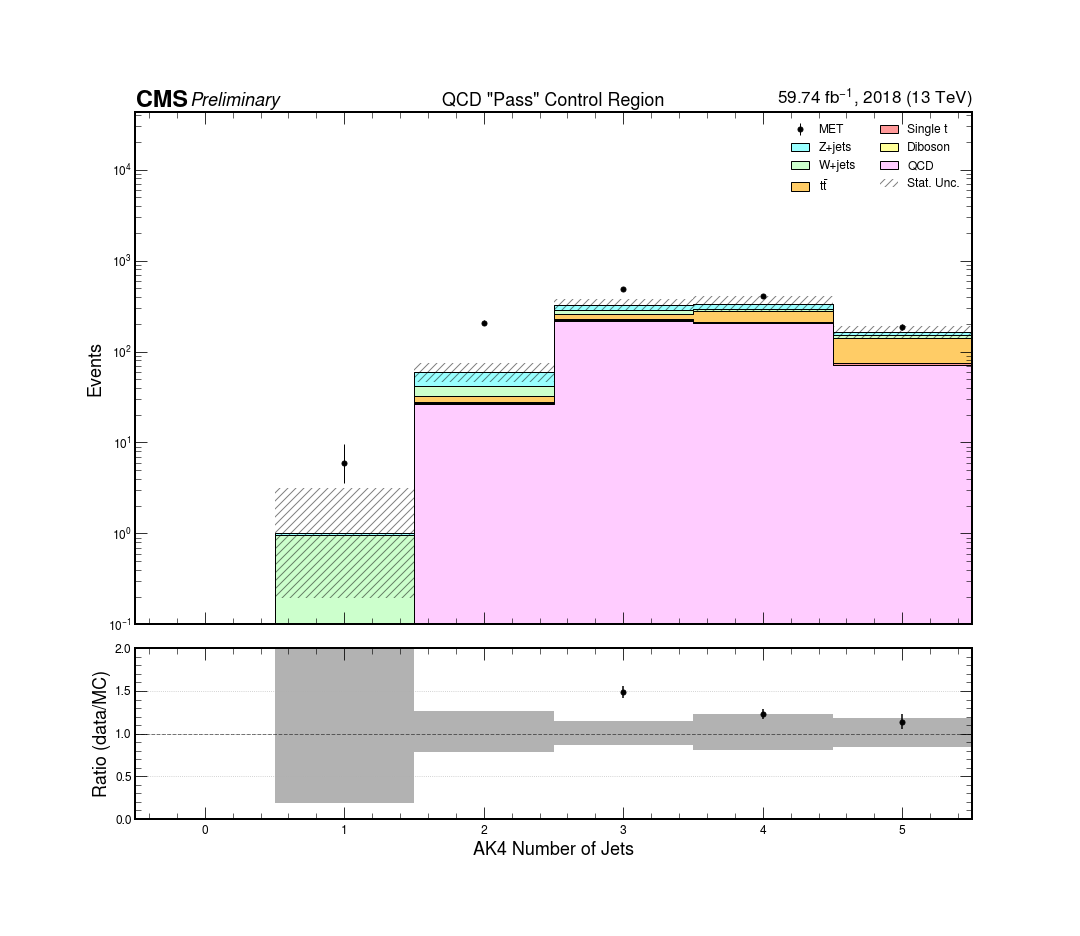 CMS Preliminary QCD "Pass" Control Region 59.74 fb⁻¹, 2018 (13 TeV)
MET Single t
Z+jets Diboson
W+jets QCD
tt̄ Stat. Unc.
10⁴
10³
10²
10¹
10⁰
10⁻¹
Events
2.0
1.5
1.0
0.5
0.0
Ratio (data/MC)
0 1 2 3 4 5
AK4 Number of Jets